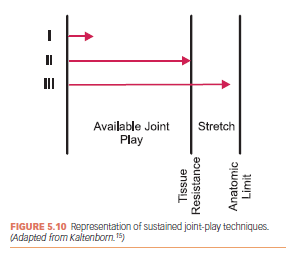 I
II
III
Available Joint Play
Stretch
Tissue Resistance
Anatomic Limit
FIGURE 5.10 Representation of sustained joint-play techniques.
(Adapted from Kaltenborn.15)